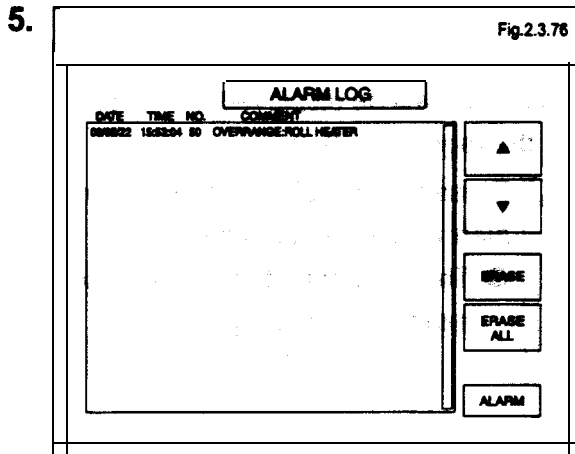 5.
Fig.2.3.76
ALARM LOG
DATE TIME NO. COMMENT
15:53:04 50 OVERRANGE:ROLL HEATER
▲
▼
ERASE
ERASE
ALL
ALARM